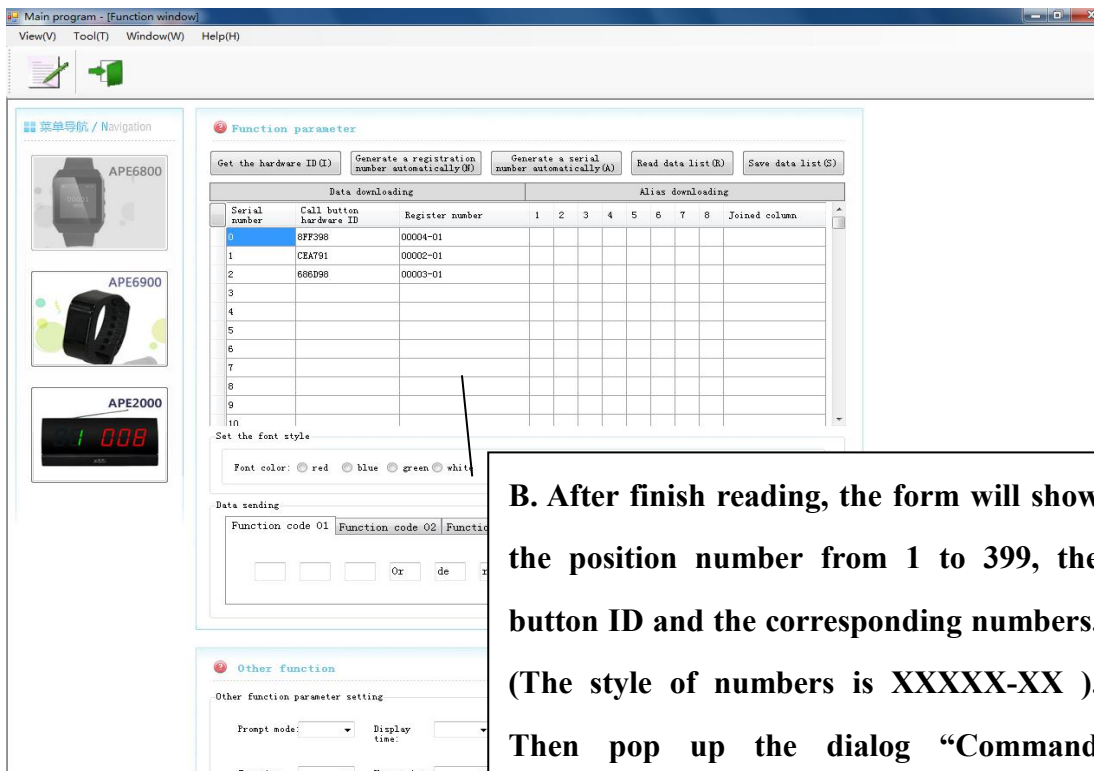 Main program - [Function window]
View(V) Tool(T) Window(W) Help(H)
菜单导航 / Navigation
APE6800
APE6900
APE2000
1 008
Function parameter
Get the hardware ID(I) Generate a registration number automatically(N) Generate a serial number automatically(A) Read data list(R) Save data list(S)
Data downloading Alias downloading
Serial number Call button hardware ID Register number 1 2 3 4 5 6 7 8 Joined column
0 8FF398 00004-01
1 CEA791 00002-01
2 686D98 00003-01
3
4
5
6
7
8
9
10
Set the font style
Font color: red blue green white
Data sending
Function code 01 Function code 02
Or de
Other function
Other function parameter setting
Prompt mode: Display time:
B. After finish reading, the form will show
the position number from 1 to 399, the
button ID and the corresponding numbers.
(The style of numbers is XXXXX-XX ).
Then pop up the dialog “Command